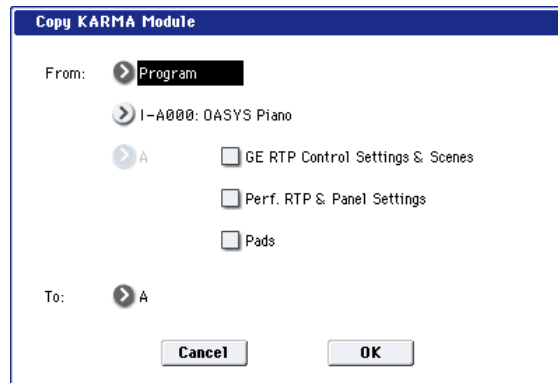 Copy KARMA Module
From: Program
I-A000: OASYS Piano
A GE RTP Control Settings & Scenes
Perf. RTP & Panel Settings
Pads
To: A
Cancel OK